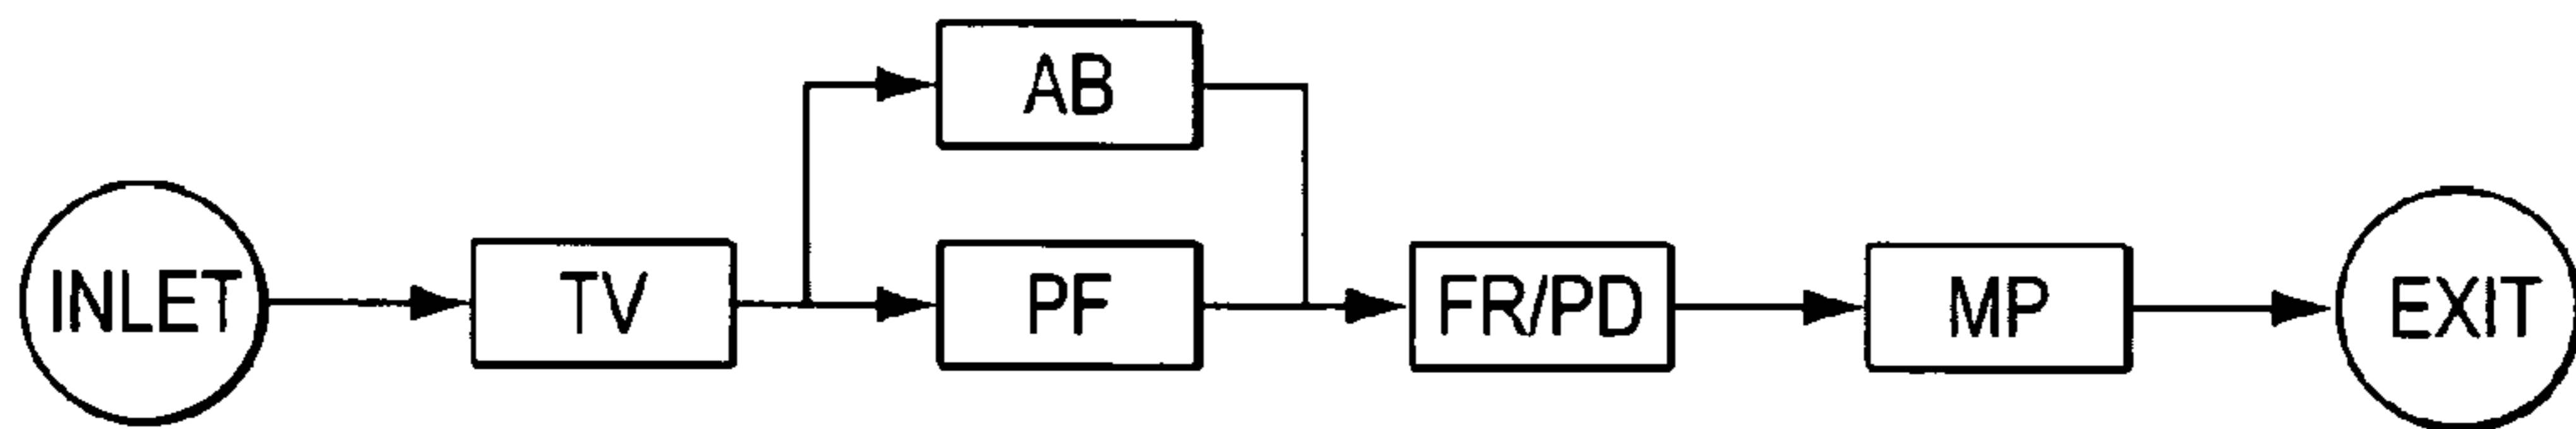 AB
INLET
TV
PF
FR/PD
MP
EXIT